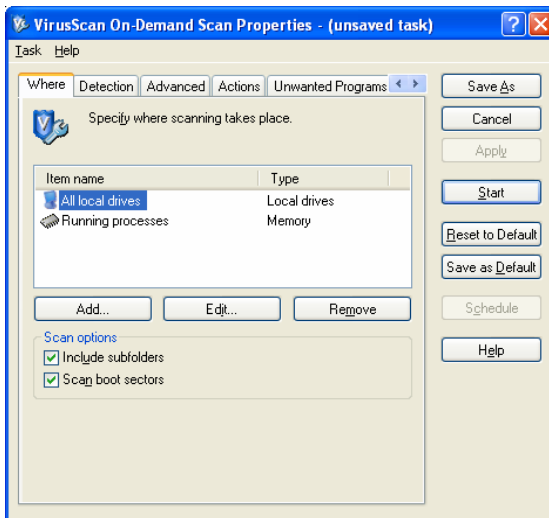 VirusScan On-Demand Scan Properties - (unsaved task)
Task Help
Where Detection Advanced Actions Unwanted Programs
Specify where scanning takes place.
Item name Type
All local drives Local drives
Running processes Memory
Add... Edit... Remove
Scan options
Include subfolders
Scan boot sectors
Save As
Cancel
Apply
Start
Reset to Default
Save as Default
Schedule
Help